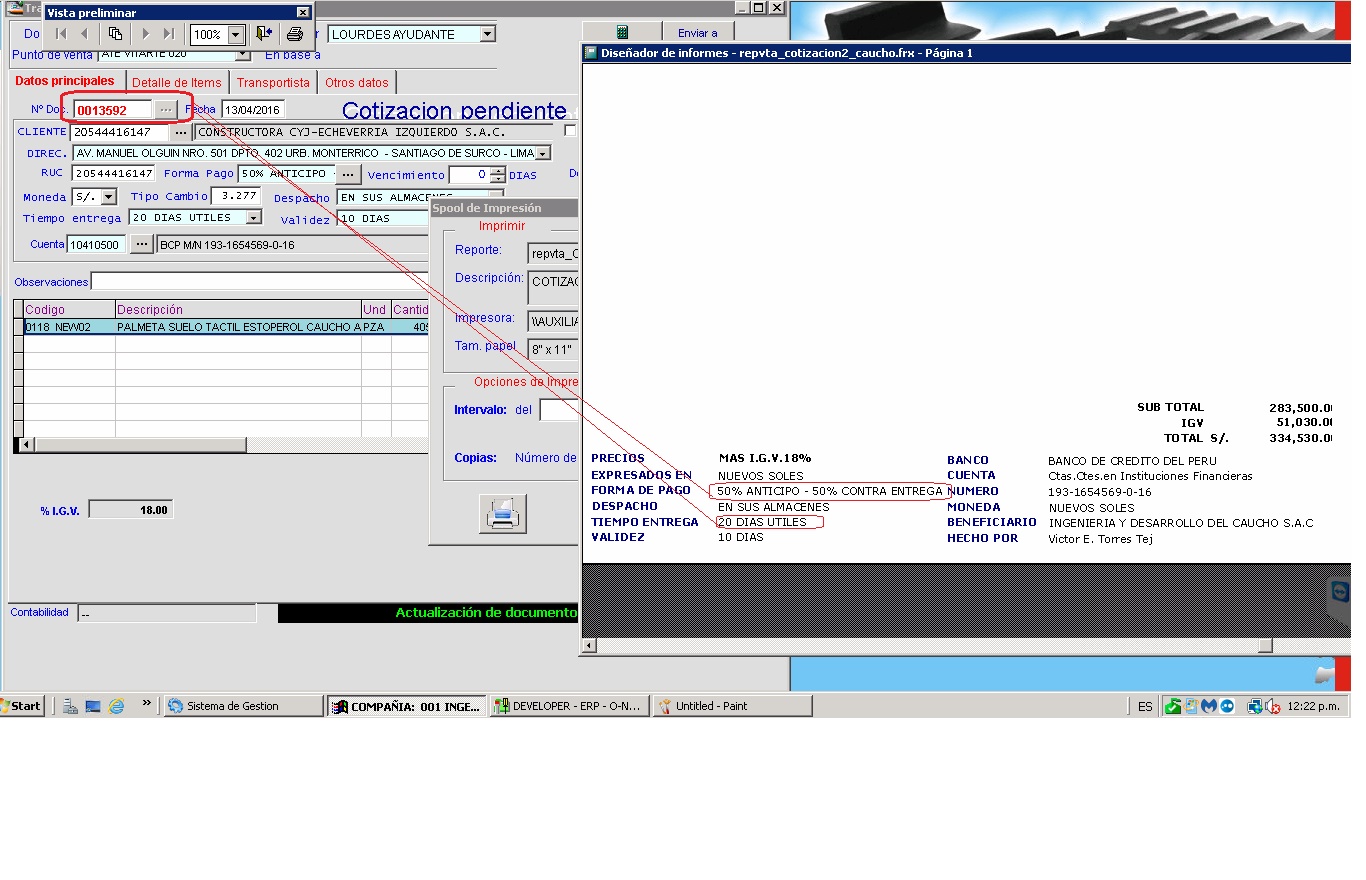 Vista preliminar
100%
Do
LOURDES AYUDANTE
Enviar a
Punto de venta ATE VITARTE 020 En base a
Diseñador de informes - repvta_cotizacion2_caucho.frx - Página 1
Datos principales Detalle de Items Transportista Otros datos
Nº Doc. 0013592 ... Fecha 13/04/2016 Cotizacion pendiente
CLIENTE 20544416147 ... CONSTRUCTORA CYJ-ECHEVERRIA IZQUIERDO S.A.C.
DIREC. AV. MANUEL OLGUIN NRO. 501 DPTO. 402 URB. MONTERRICO - SANTIAGO DE SURCO - LIMA
RUC 20544416147 Forma Pago 50% ANTICIPO - ... Vencimiento 0 DIAS
Moneda S/. Tipo Cambio 3.277 Despacho EN SUS ALMACENES
Tiempo entrega 20 DIAS UTILES Validez 10 DIAS
Cuenta 10410500 ... BCP M/N 193-1654569-0-16
Observaciones
Codigo Descripción Und Cantid
0118 NEW02 PALMETA SUELO TACTIL ESTOPEROL CAUCHO A PZA 405
% I.G.V. 18.00
Contabilidad --
Actualización de documento
Spool de Impresión
Imprimir
Reporte: repvta_C
Descripción: COTIZAC
Impresora: \\AUXILIA
Tam. papel 8" x 11"
Opciones de Impre
Intervalo: del
Copias: Número de
SUB TOTAL 283,500.0
IGV 51,030.0
TOTAL S/. 334,530.0
PRECIOS MAS I.G.V.18%
EXPRESADOS EN NUEVOS SOLES
FORMA DE PAGO 50% ANTICIPO - 50% CONTRA ENTREGA
DESPACHO EN SUS ALMACENES
TIEMPO ENTREGA 20 DIAS UTILES
VALIDEZ 10 DIAS
BANCO BANCO DE CREDITO DEL PERU
CUENTA Ctas.Ctes.en Instituciones Financieras
NUMERO 193-1654569-0-16
MONEDA NUEVOS SOLES
BENEFICIARIO INGENIERIA Y DESARROLLO DEL CAUCHO S.A.C
HECHO POR Victor E. Torres Tej
Start » Sistema de Gestion COMPAÑIA: 001 INGE... DEVELOPER - ERP - O-N... Untitled - Paint ES 12:22 p.m.